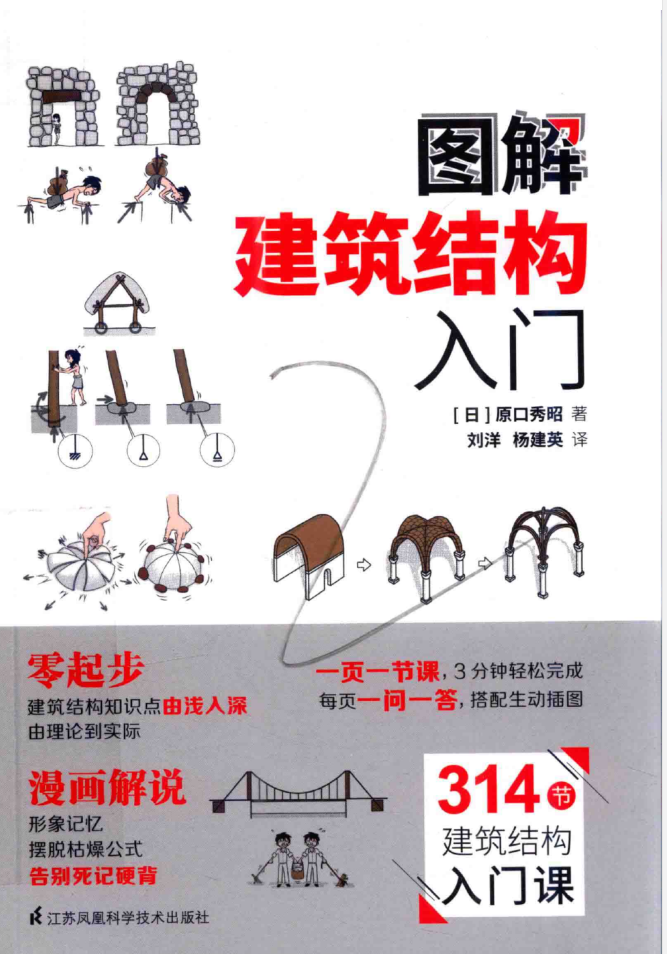 图解
建筑结构
入门
[日]原口秀昭 著
刘洋 杨建英 译
零起步
建筑结构知识点由浅入深
由理论到实际
一页一节课，3分钟轻松完成
每页一问一答，搭配生动插图
漫画解说
形象记忆
摆脱枯燥公式
告别死记硬背
314节
建筑结构
入门课
江苏凤凰科学技术出版社